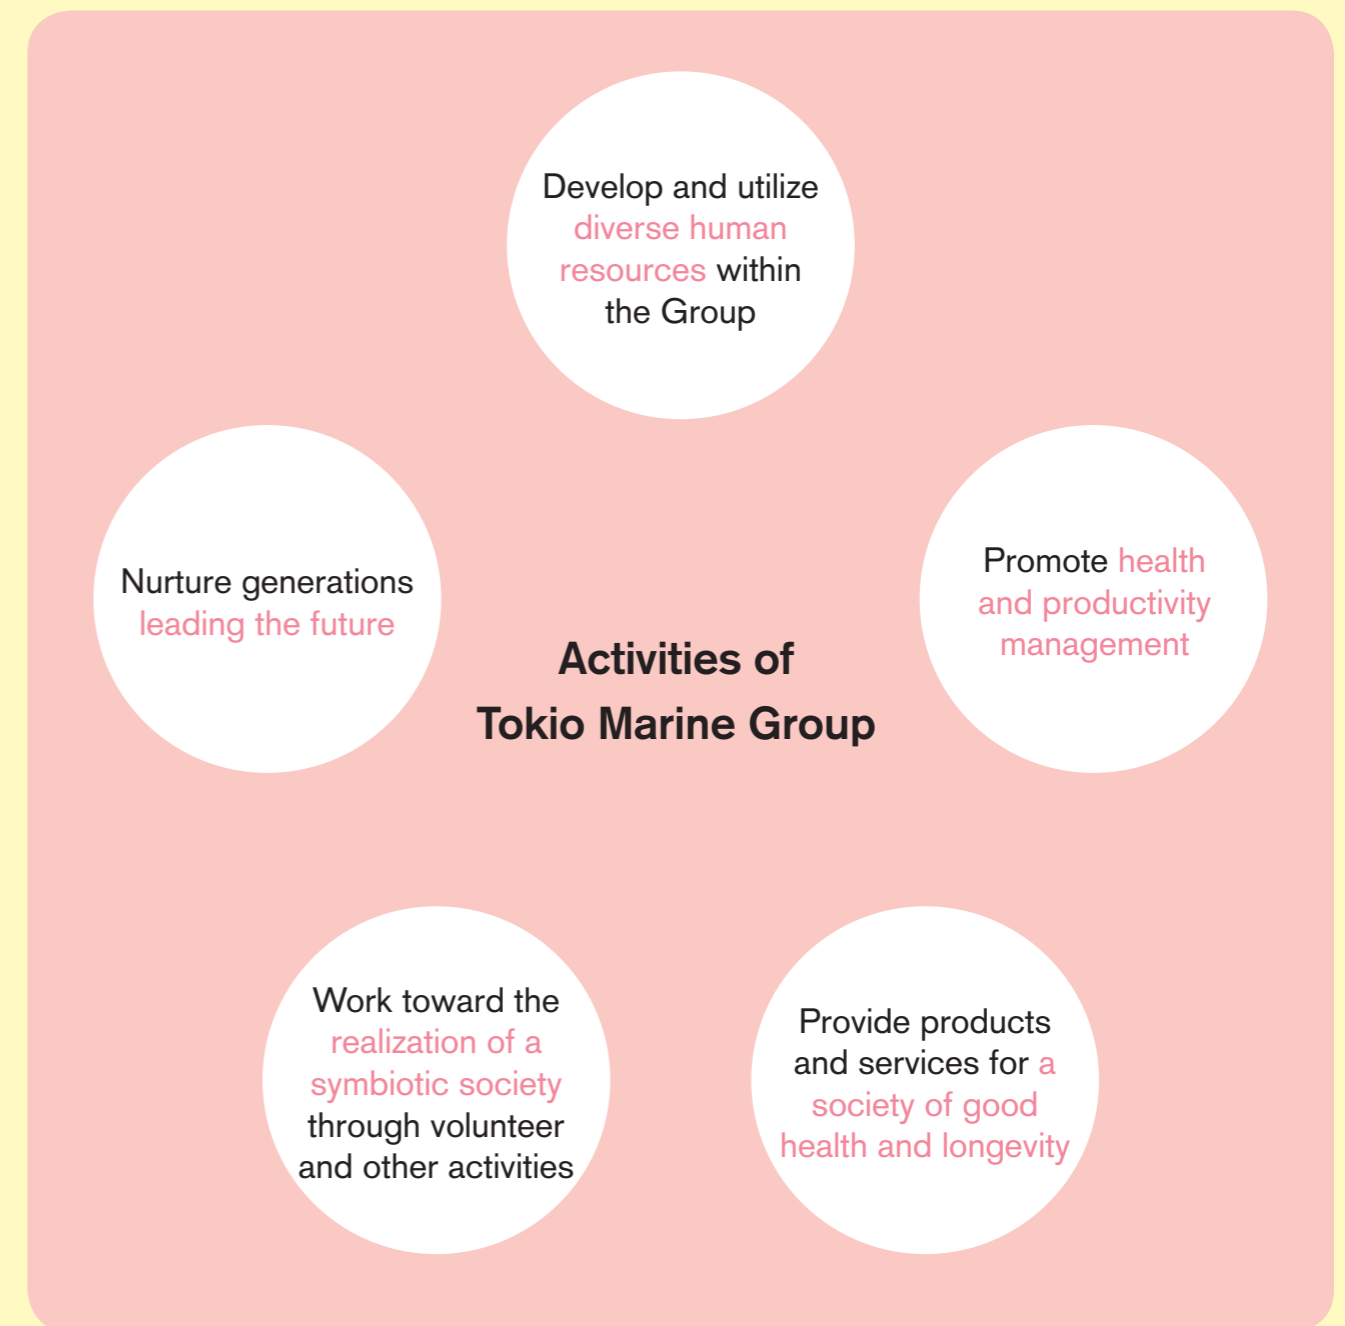 Develop and utilize
diverse human
resources within
the Group
Nurture generations
leading the future
Promote health
and productivity
management
Activities of
Tokio Marine Group
Work toward the
realization of a
symbiotic society
through volunteer
and other activities
Provide products
and services for a
society of good
health and longevity